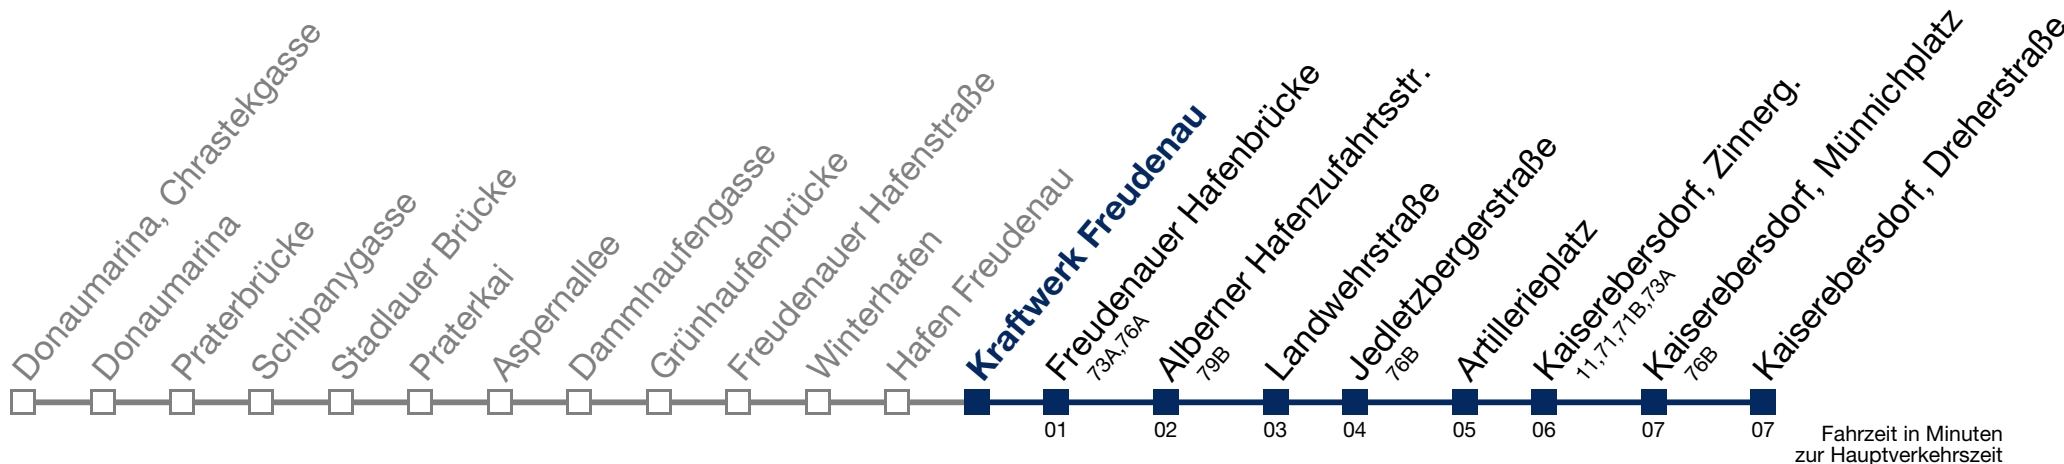 Donaumarina, Chrastekgasse
Donaumarina
Praterbrücke
Schipanygasse
Stadlauer Brücke
Praterkai
Aspernallee
Dammhaufengasse
Grünhaufenbrücke
Freudenauer Hafenstraße
Winterhafen
Hafen Freudenau
Kraftwerk Freudenau
Freudenauer Hafenbrücke
73A,76A
Alberner Hafenzufahrtsstr.
79B
Landwehrstraße
Jedletzbergerstraße
76B
Artillerieplatz
Kaiserebersdorf, Zinnerg.
11,71,71B,73A
Kaiserebersdorf, Münnichplatz
76B
Kaiserebersdorf, Dreherstraße
01
02
03
04
05
06
07
07
Fahrzeit in Minuten
zur Hauptverkehrszeit